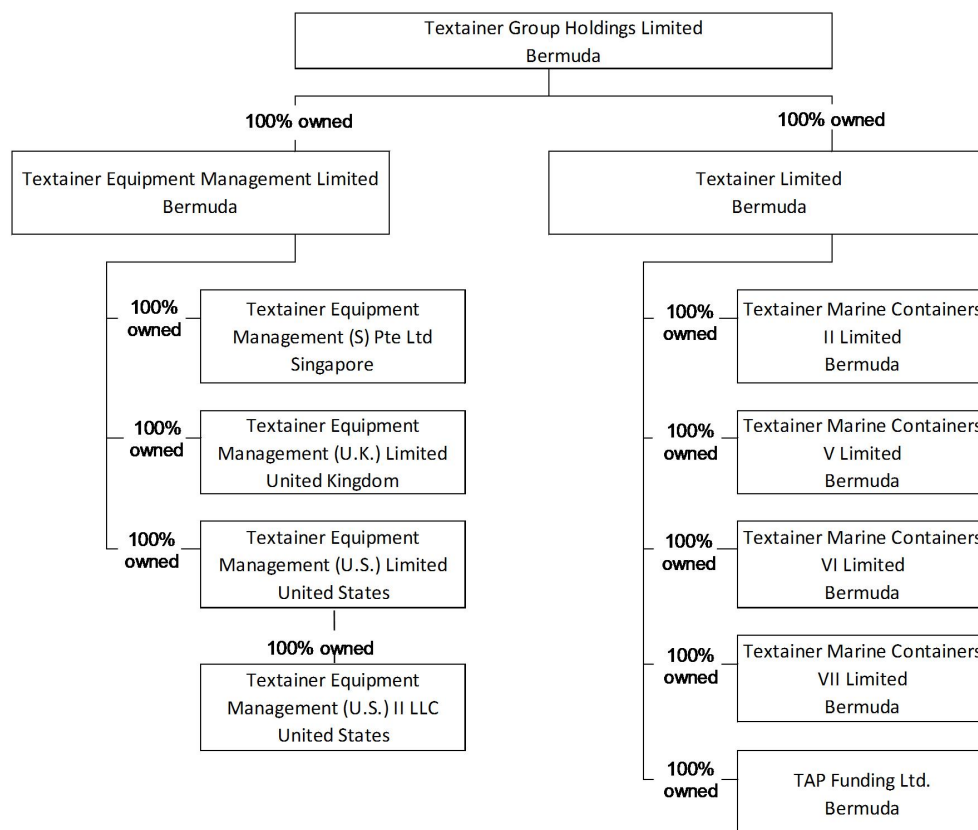 Textainer Group Holdings Limited
Bermuda
100% owned
100% owned
Textainer Equipment Management Limited
Bermuda
Textainer Limited
Bermuda
100%
owned
Textainer Equipment
Management (S) Pte Ltd
Singapore
100%
owned
Textainer Equipment
Management (U.K.) Limited
United Kingdom
100%
owned
Textainer Equipment
Management (U.S.) Limited
United States
100% owned
Textainer Equipment
Management (U.S.) II LLC
United States
100%
owned
Textainer Marine Containers
II Limited
Bermuda
100%
owned
Textainer Marine Containers
V Limited
Bermuda
100%
owned
Textainer Marine Containers
VI Limited
Bermuda
100%
owned
Textainer Marine Containers
VII Limited
Bermuda
100%
owned
TAP Funding Ltd.
Bermuda